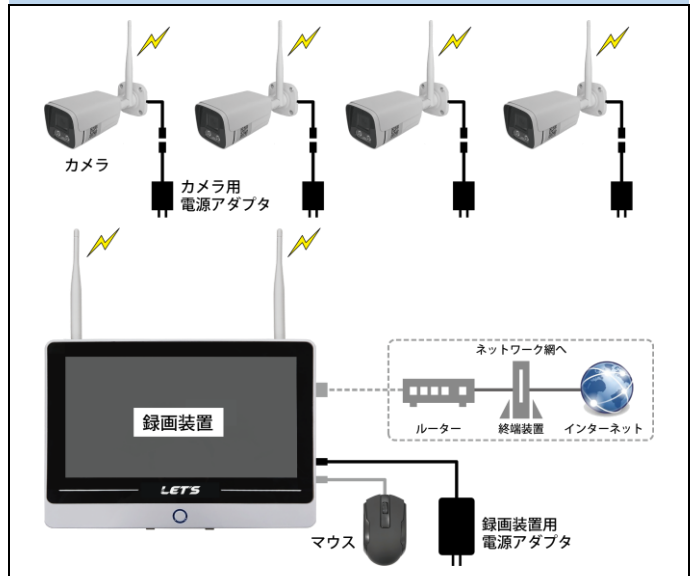 カメラ
カメラ用
電源アダプタ
ネットワーク網へ
ルーター
終端装置
インターネット
録画装置
LET'S
マウス
録画装置用
電源アダプタ